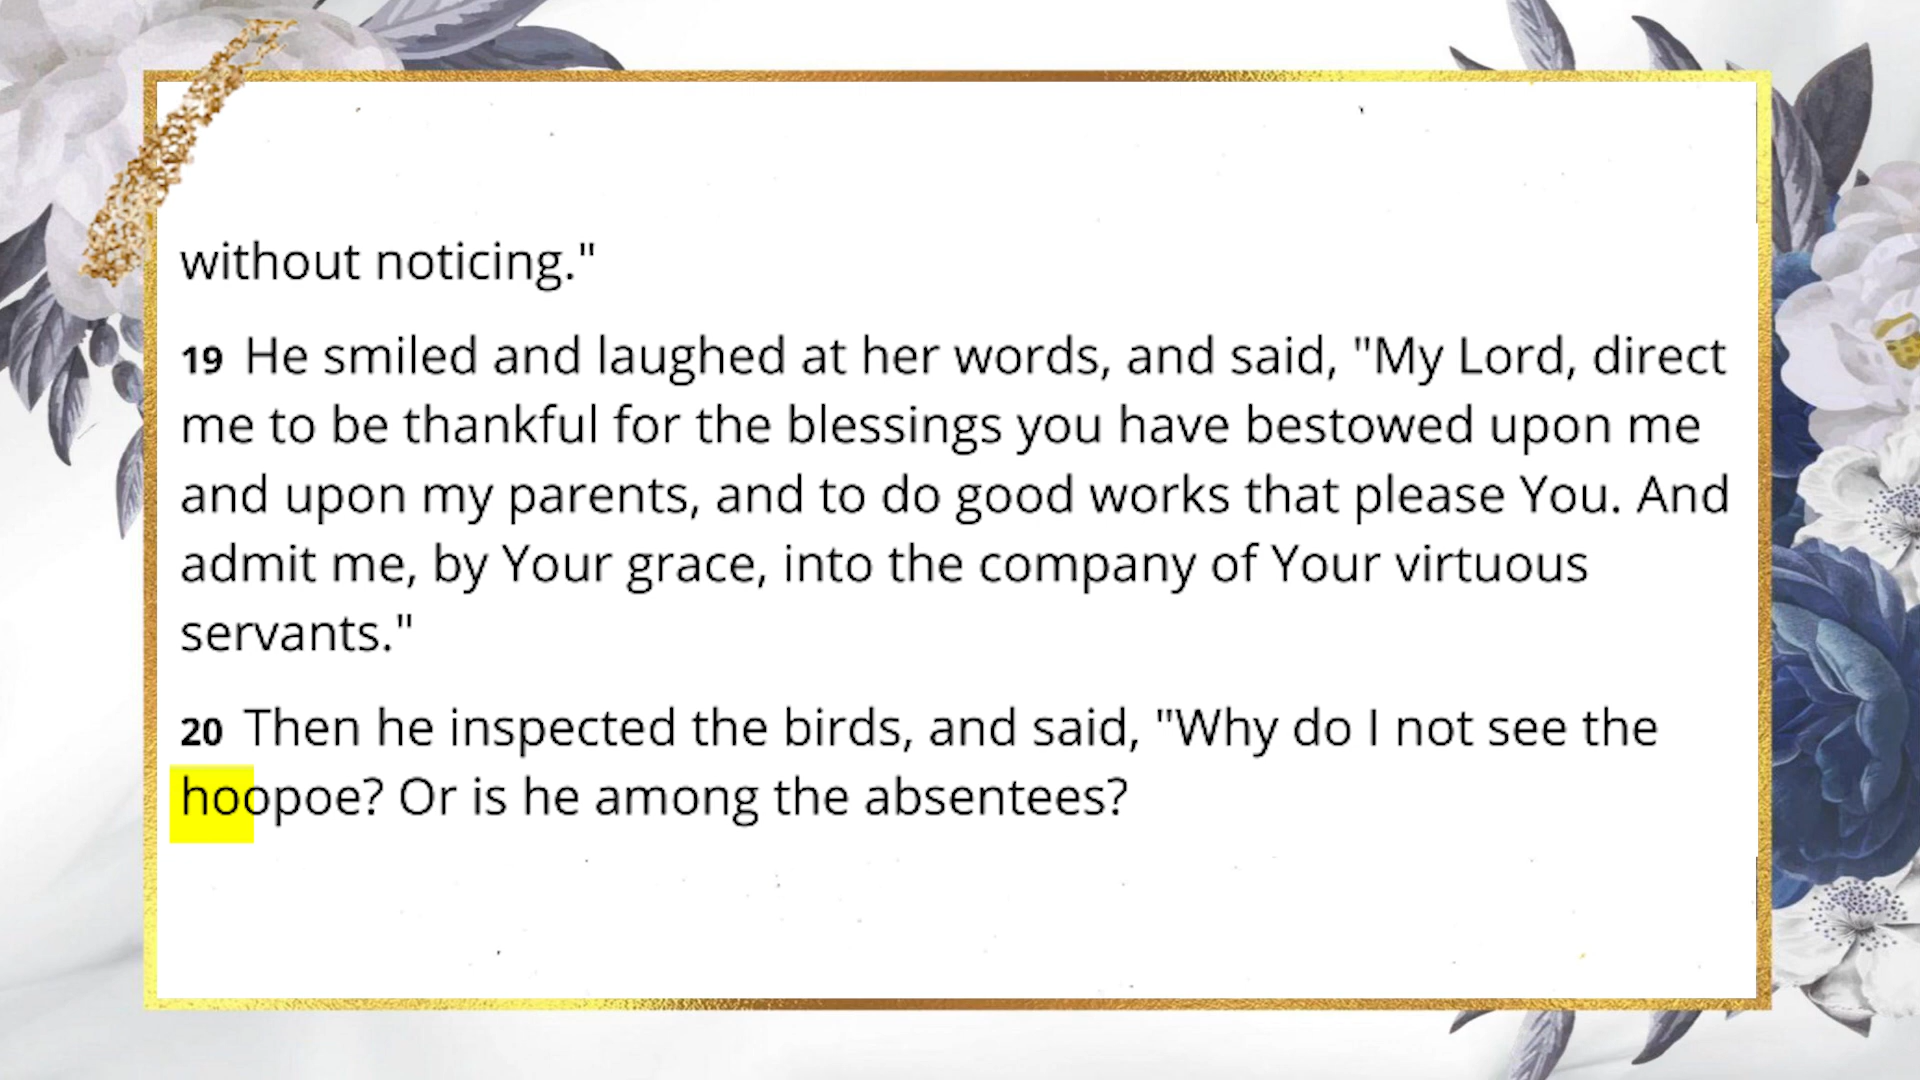 without noticing."
19 He smiled and laughed at her words, and said, "My Lord, direct
me to be thankful for the blessings you have bestowed upon me
and upon my parents, and to do good works that please You. And
admit me, by Your grace, into the company of Your virtuous
servants."
20 Then he inspected the birds, and said, "Why do I not see the
hoopoe? Or is he among the absentees?